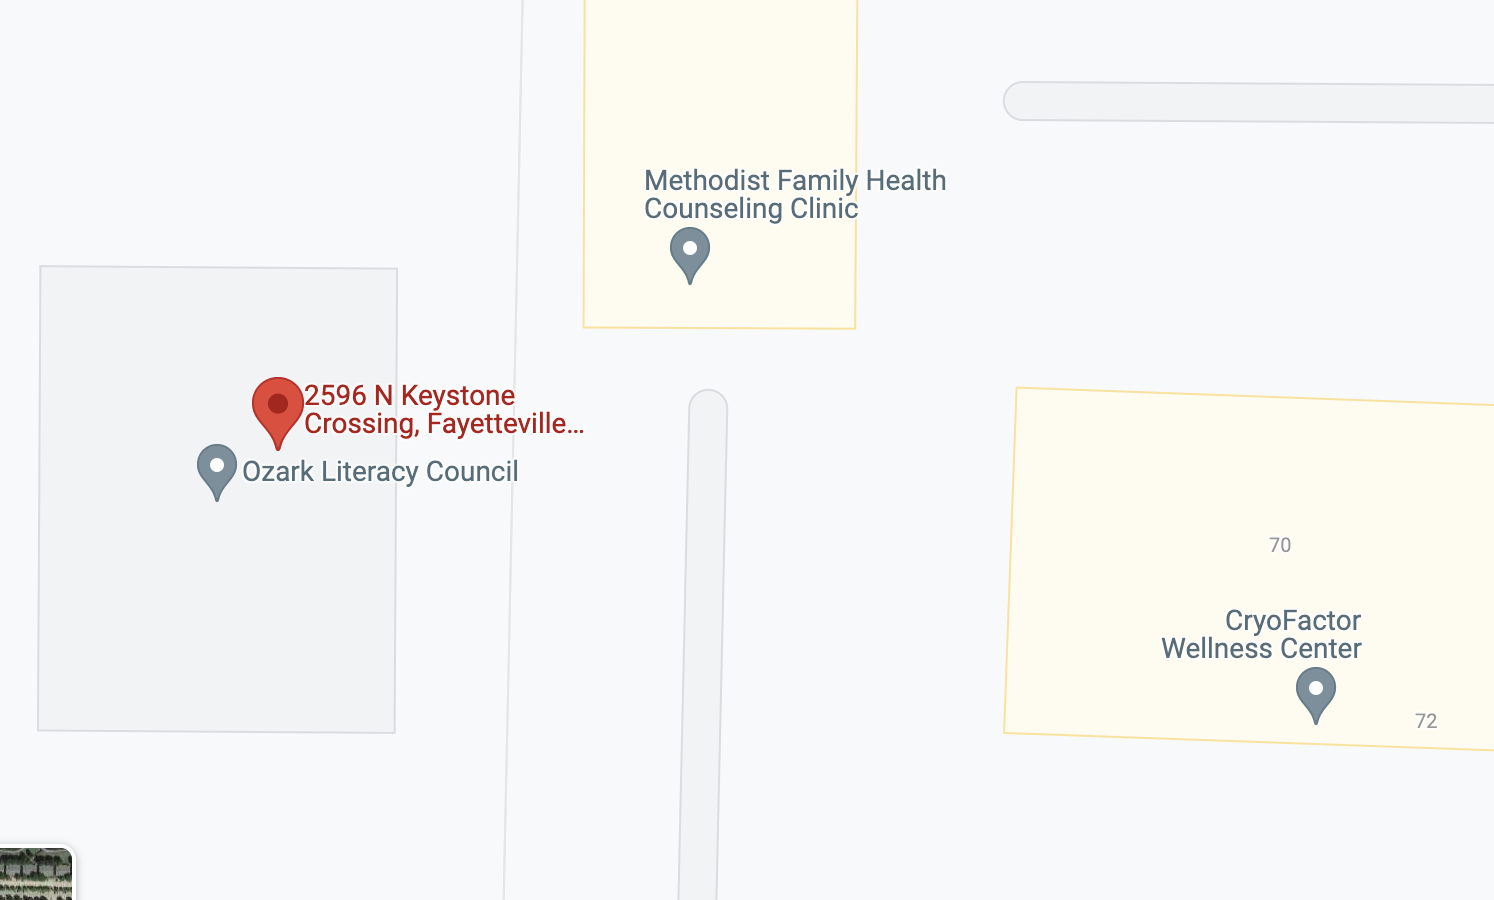 Methodist Family Health
Counseling Clinic
2596 N Keystone
Crossing, Fayetteville...
Ozark Literacy Council
70
CryoFactor
Wellness Center
72